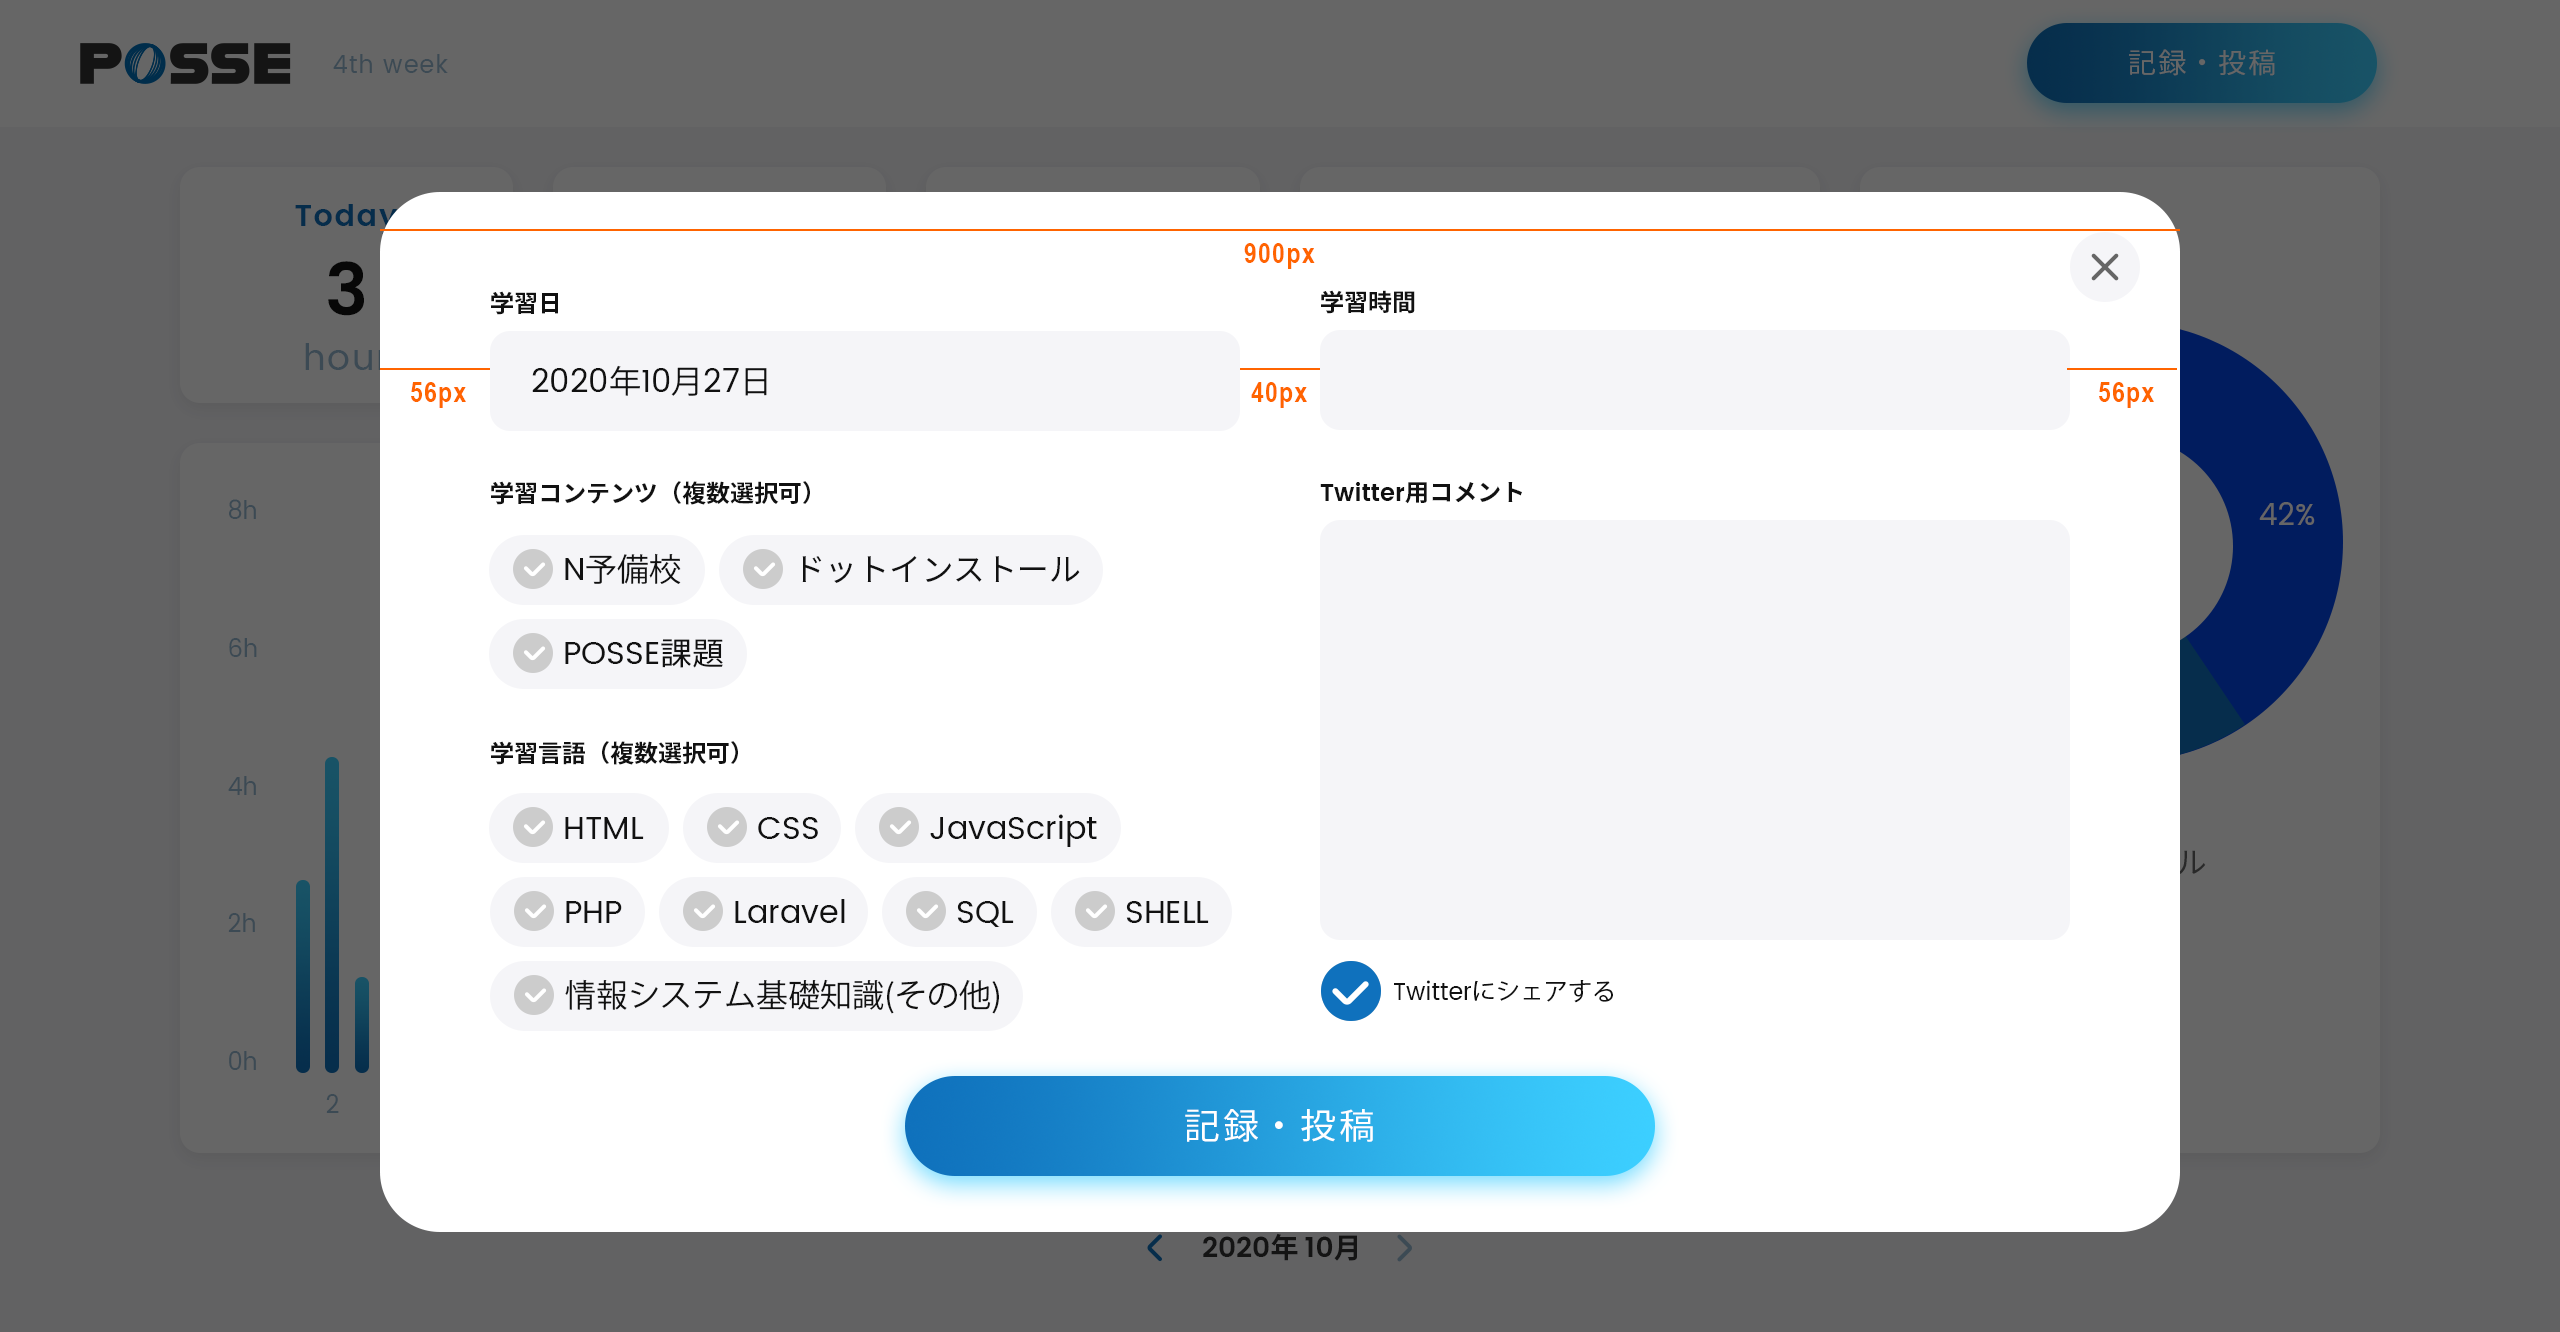 POSSE
4th week
記録・投稿
Today
3
hour
900px
学習日
2020年10月27日
学習時間
56px
40px
56px
学習コンテンツ（複数選択可）
N予備校
ドットインストール
POSSE課題
学習言語（複数選択可）
HTML
CSS
JavaScript
PHP
Laravel
SQL
SHELL
情報システム基礎知識(その他)
Twitter用コメント
Twitterにシェアする
記録・投稿
8h
6h
4h
2h
0h
2
42%
ル
2020年 10月